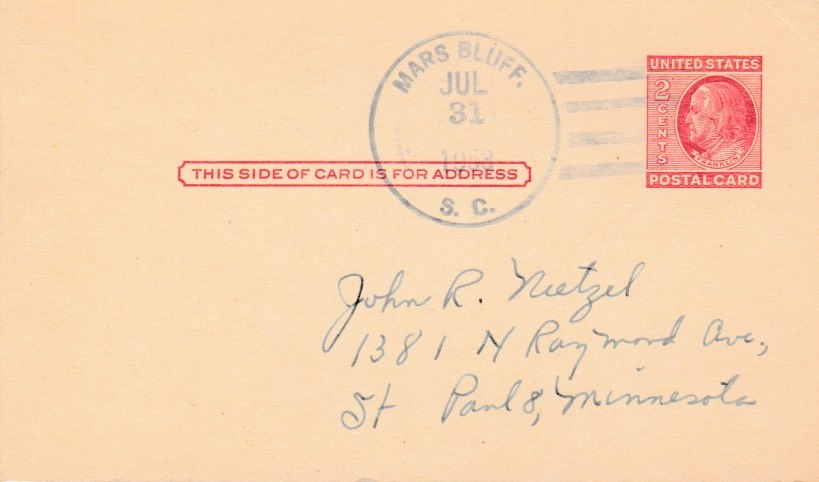 MARS BLUFF.
JUL
31
1953
S. C.
UNITED STATES
2 CENTS
FRANKLIN
POSTAL CARD
THIS SIDE OF CARD IS FOR ADDRESS
John R. Nietzel
1381 N Raymond Ave.,
St Paul 8, Minnesota